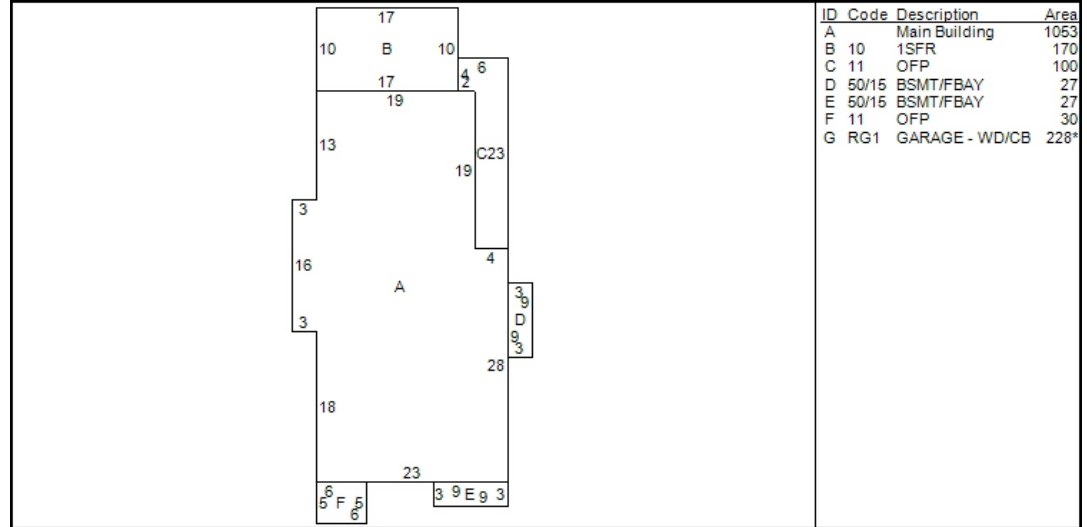 17
10 B 10
4 6
17 2
19
13
C23
19
3
4
16
A
3
9
D
9
3
3
28
18
23
6
5 F 5
6
3 9 E 9 3
ID Code Description Area
A Main Building 1053
B 10 1SFR 170
C 11 OFP 100
D 50/15 BSMT/FBAY 27
E 50/15 BSMT/FBAY 27
F 11 OFP 30
G RG1 GARAGE - WD/CB 228*